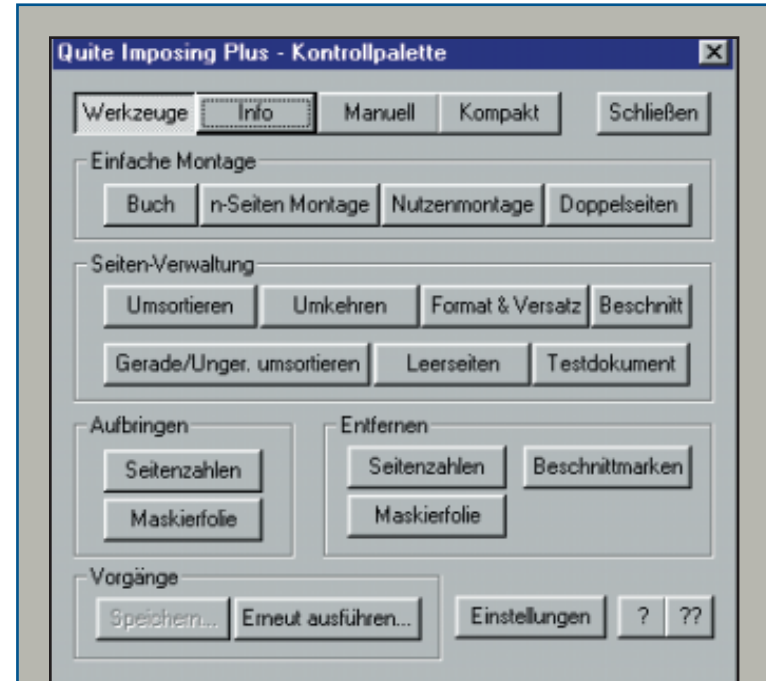 Quite Imposing Plus - Kontrollpalette
Werkzeuge Info Manuell Kompakt Schließen
Einfache Montage
Buch n-Seiten Montage Nutzenmontage Doppelseiten
Seiten-Verwaltung
Umsortieren Umkehren Format & Versatz Beschnitt
Gerade/Unger. umsortieren Leerseiten Testdokument
Aufbringen Entfernen
Seitenzahlen Seitenzahlen Beschnittmarken
Maskierfolie Maskierfolie
Vorgänge
Speichern... Erneut ausführen... Einstellungen ? ??